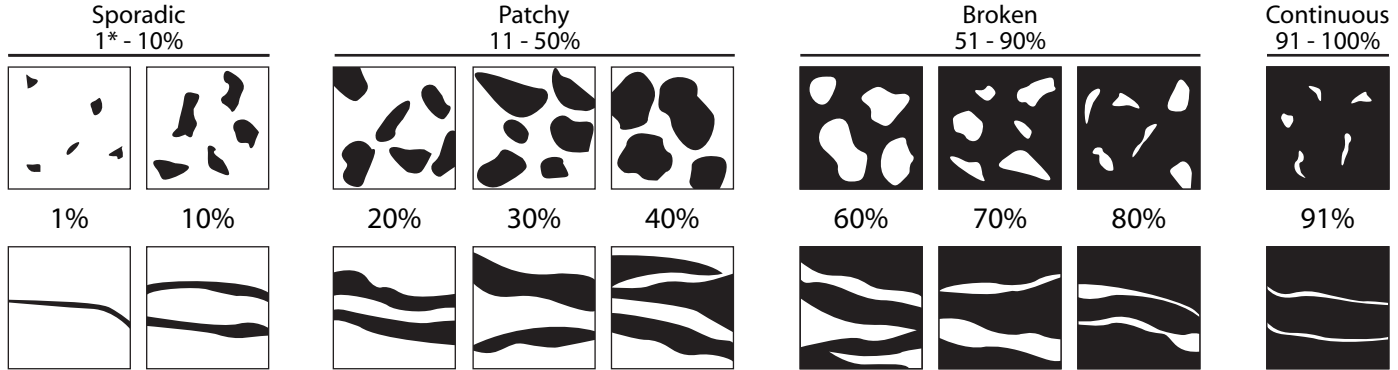 Sporadic
1* - 10%
Patchy
11 - 50%
Broken
51 - 90%
Continuous
91 - 100%
1%
10%
20%
30%
40%
60%
70%
80%
91%